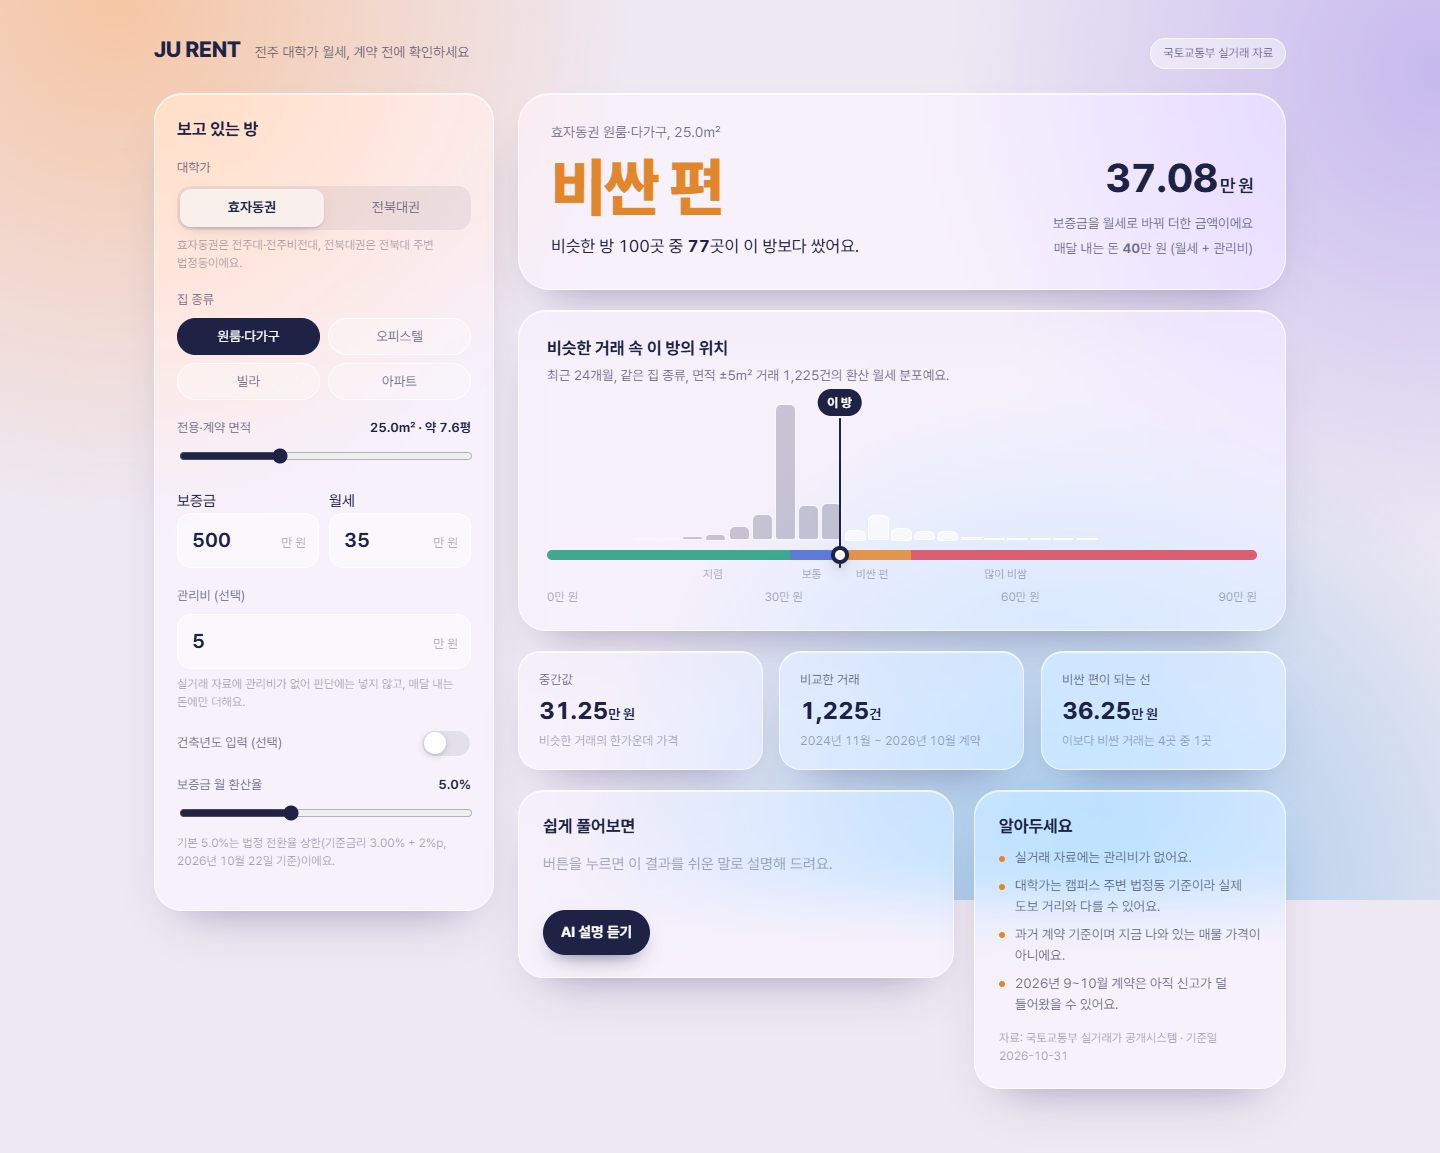 JU RENT 전주 대학가 월세, 계약 전에 확인하세요
국토교통부 실거래 자료
보고 있는 방
대학가
효자동권 전북대권
효자동권은 전주대·전주비전대, 전북대권은 전북대 주변
법정동이에요.
집 종류
원룸·다가구 오피스텔
빌라 아파트
전용·계약 면적 25.0m² · 약 7.6평
보증금 월세
500 만 원 35 만 원
관리비 (선택)
5 만 원
실거래 자료에 관리비가 없어 판단에는 넣지 않고, 매달 내는
돈에만 더해요.
건축년도 입력 (선택)
보증금 월 환산율 5.0%
기본 5.0%는 법정 전환율 상한(기준금리 3.00% + 2%p,
2026년 10월 22일 기준)이에요.
효자동권 원룸·다가구, 25.0m²
비싼 편
비슷한 방 100곳 중 77곳이 이 방보다 쌌어요.
37.08만 원
보증금을 월세로 바꿔 더한 금액이에요
매달 내는 돈 40만 원 (월세 + 관리비)
비슷한 거래 속 이 방의 위치
최근 24개월, 같은 집 종류, 면적 ±5m² 거래 1,225건의 환산 월세 분포예요.
이 방
저렴 보통 비싼 편 많이 비쌈
0만 원 30만 원 60만 원 90만 원
중간값
31.25만 원
비슷한 거래의 한가운데 가격
비교한 거래
1,225건
2024년 11월 ~ 2026년 10월 계약
비싼 편이 되는 선
36.25만 원
이보다 비싼 거래는 4곳 중 1곳
쉽게 풀어보면
버튼을 누르면 이 결과를 쉬운 말로 설명해 드려요.
AI 설명 듣기
알아두세요
실거래 자료에는 관리비가 없어요.
대학가는 캠퍼스 주변 법정동 기준이라 실제
도보 거리와 다를 수 있어요.
과거 계약 기준이며 지금 나와 있는 매물 가격이
아니에요.
2026년 9~10월 계약은 아직 신고가 덜
들어왔을 수 있어요.
자료: 국토교통부 실거래가 공개시스템 · 기준일
2026-10-31